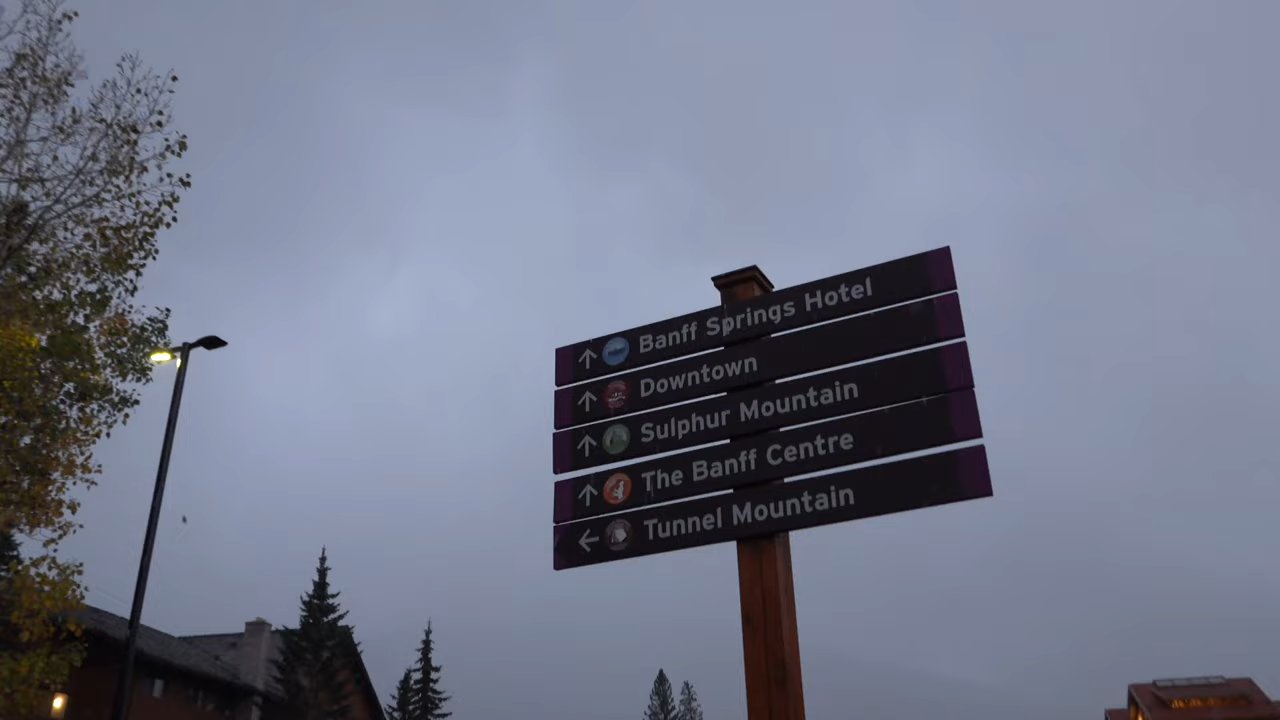 ↑ Banff Springs Hotel
↑ Downtown
↑ Sulphur Mountain
↑ The Banff Centre
← Tunnel Mountain